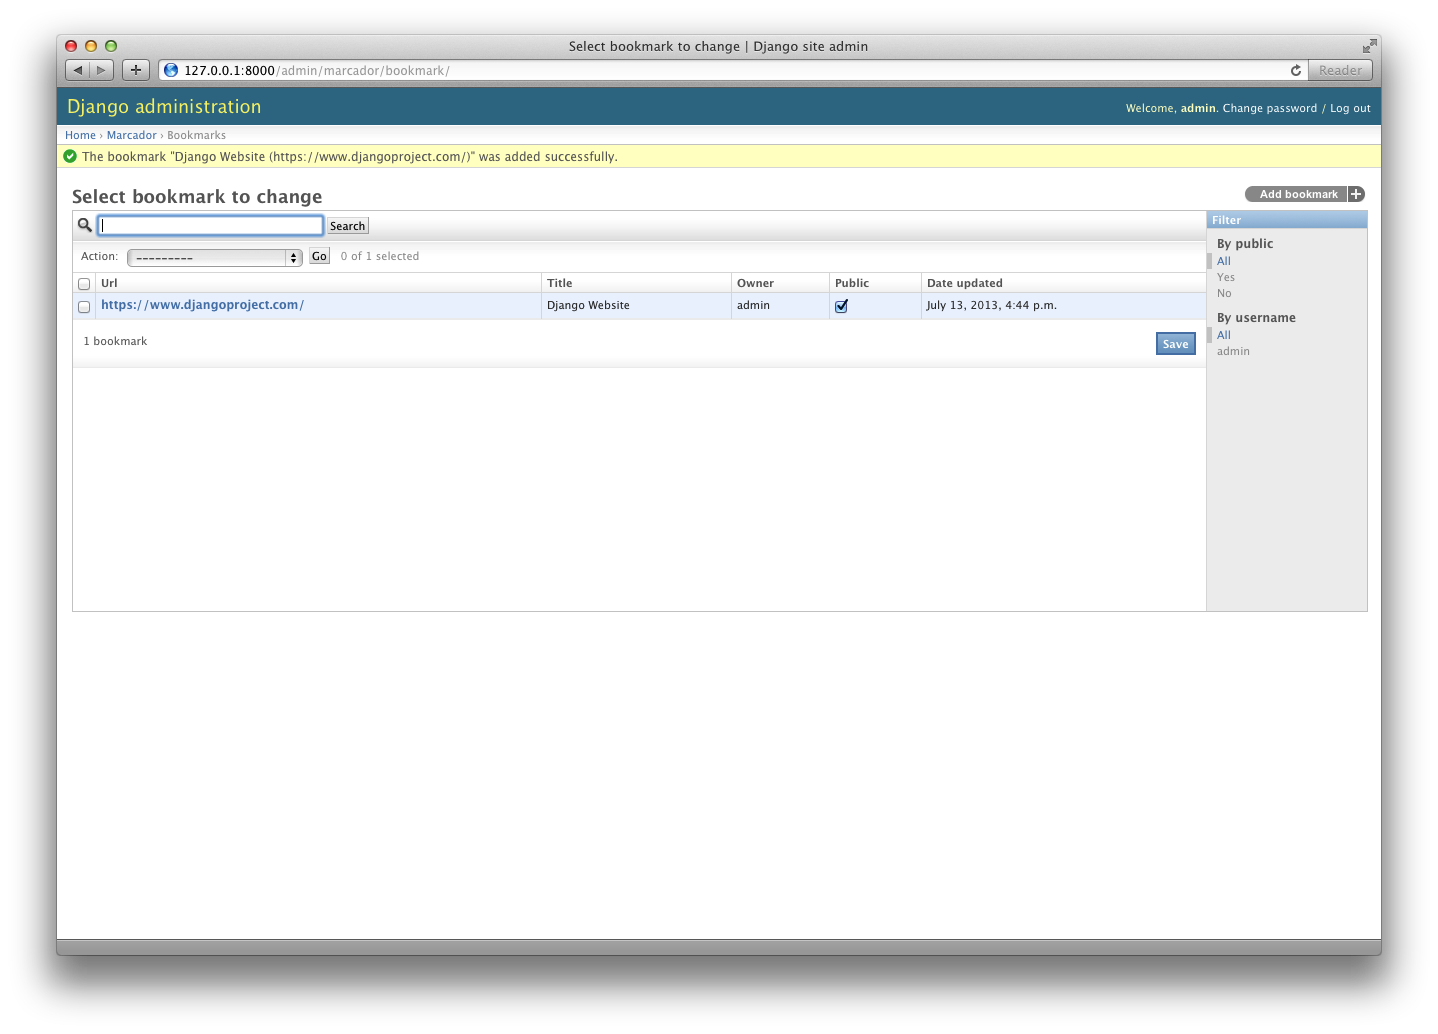 Select bookmark to change | Django site admin
127.0.0.1:8000/admin/marcador/bookmark/
Reader
Django administration
Welcome, admin. Change password / Log out
Home › Marcador › Bookmarks
The bookmark "Django Website (https://www.djangoproject.com/)" was added successfully.
Select bookmark to change
Add bookmark +
Search
Filter
Action: --------- Go 0 of 1 selected
By public
All
Yes
No
By username
All
admin
Url Title Owner Public Date updated
https://www.djangoproject.com/ Django Website admin July 13, 2013, 4:44 p.m.
1 bookmark
Save